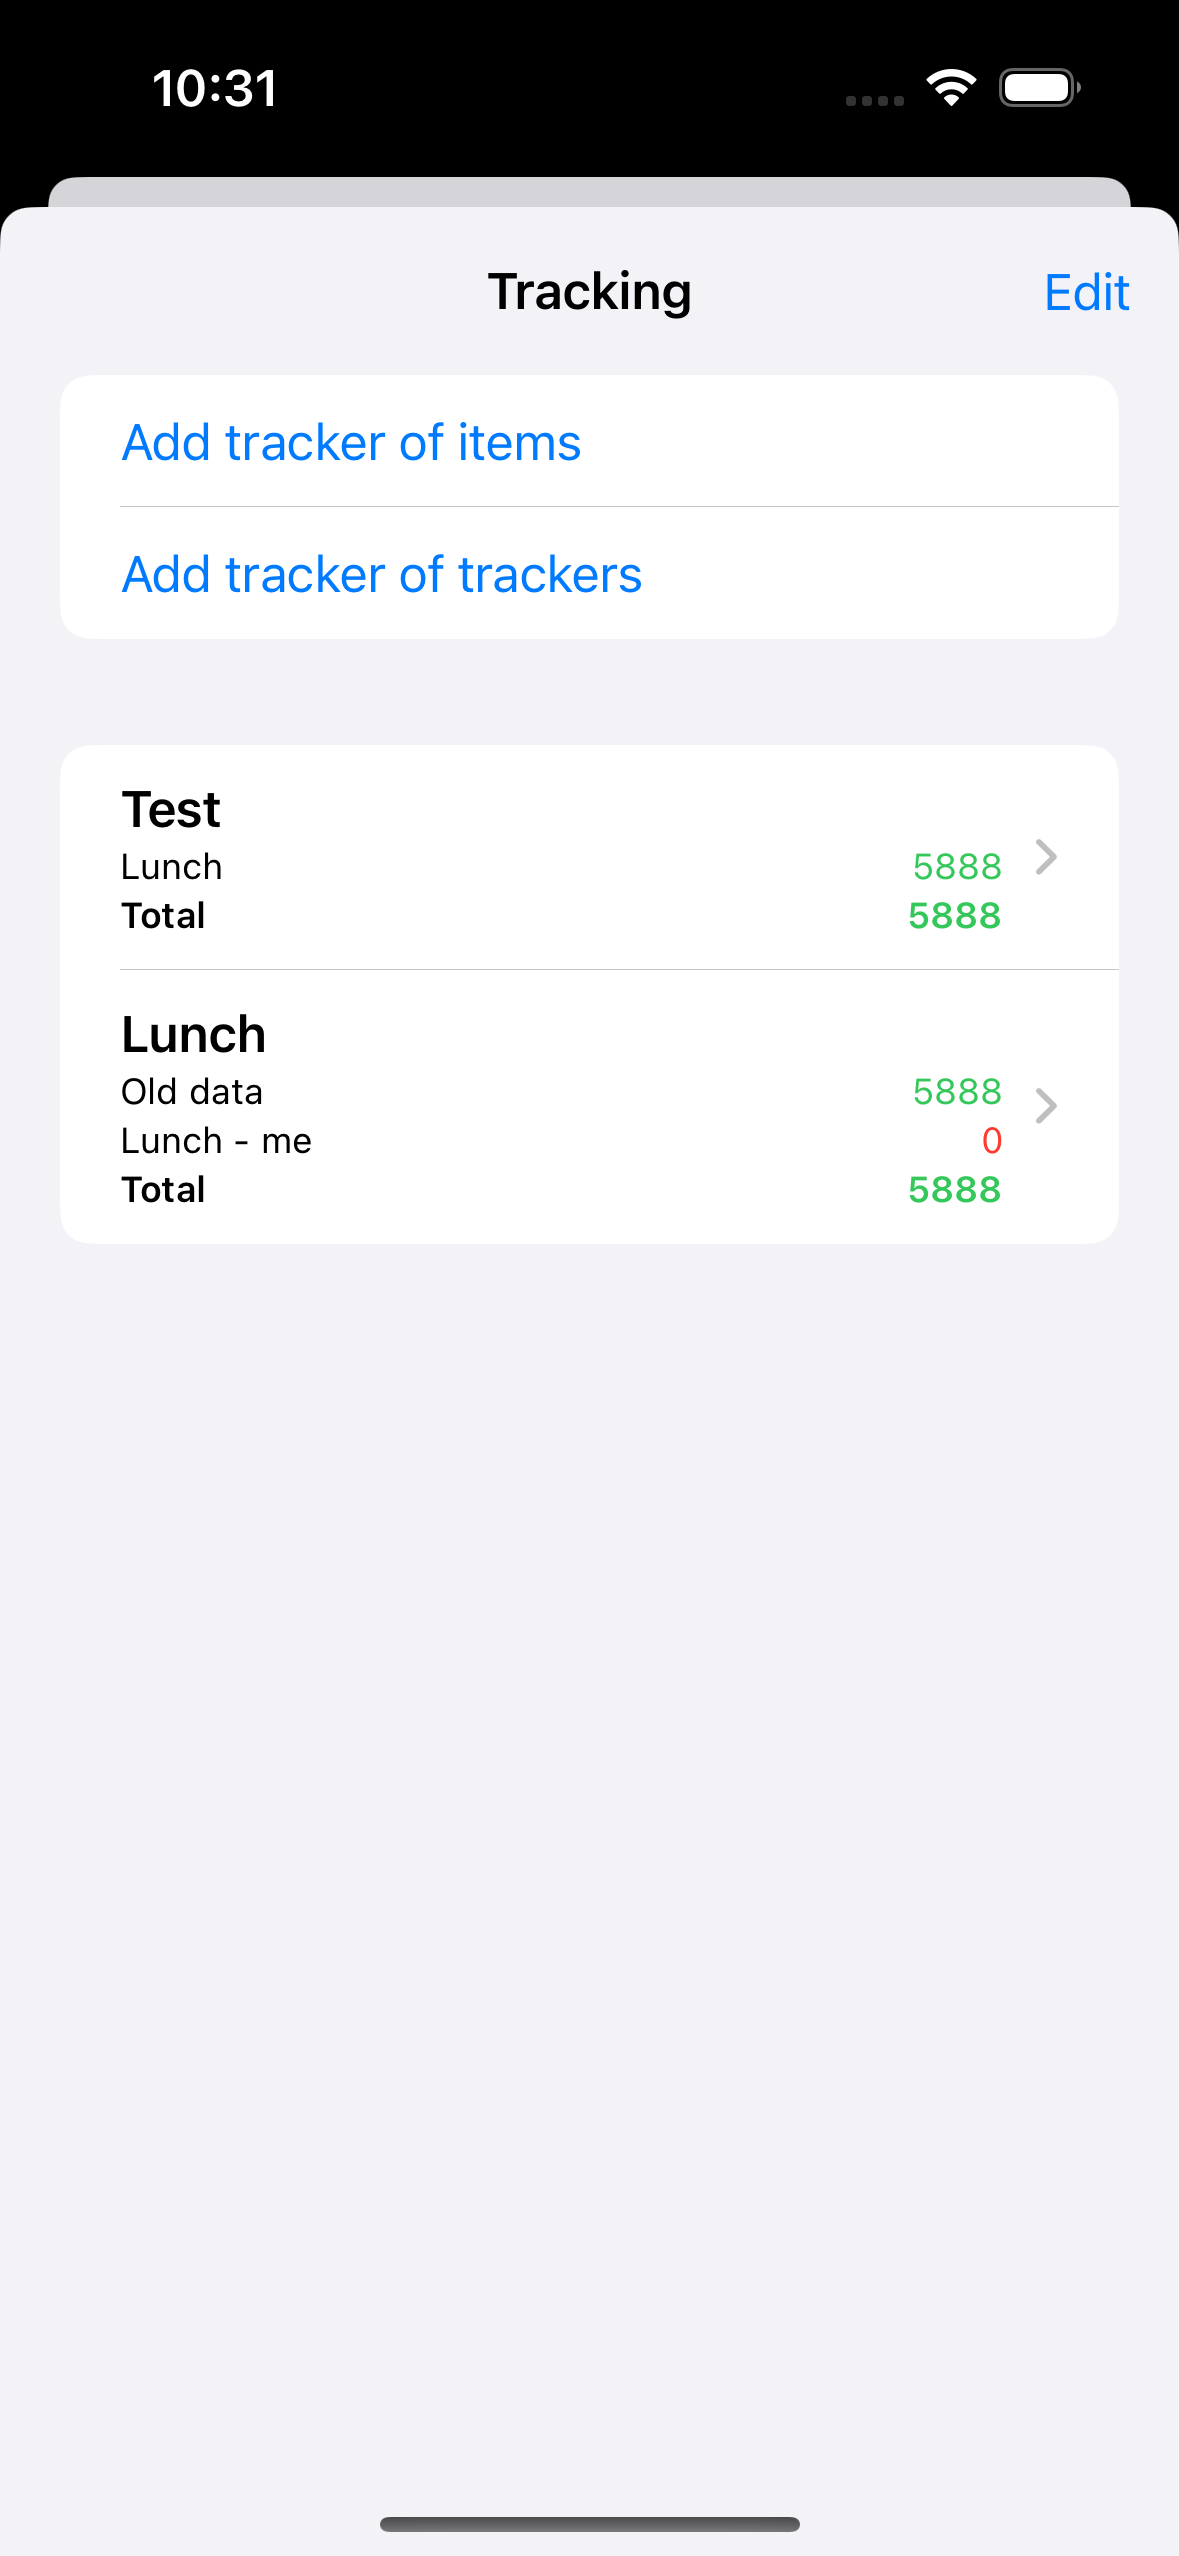 10:31
Tracking
Edit
Add tracker of items
Add tracker of trackers
Test
Lunch 5888
Total 5888
Lunch
Old data 5888
Lunch - me 0
Total 5888